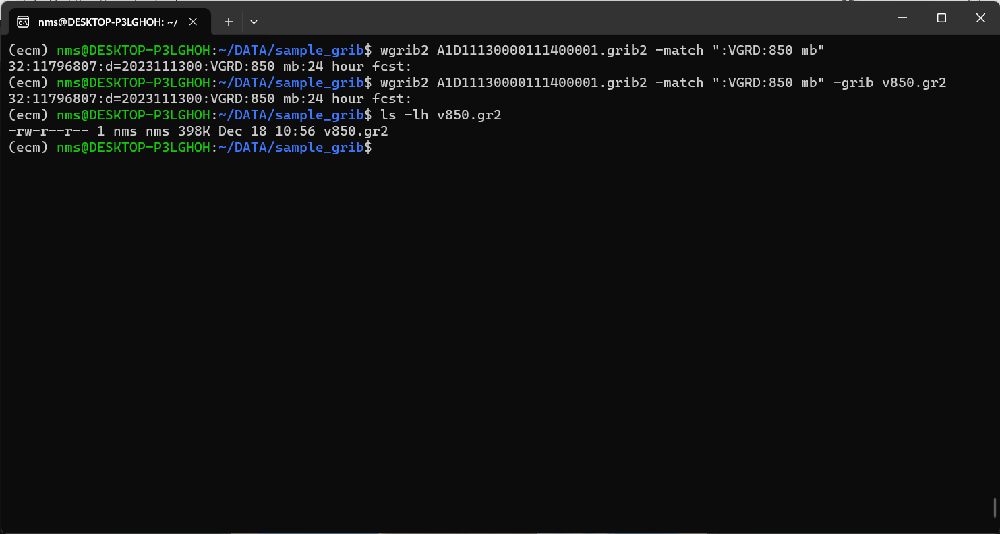 nms@DESKTOP-P3LGHOH: ~/
(ecm) nms@DESKTOP-P3LGHOH:~/DATA/sample_grib$ wgrib2 A1D11130000111400001.grib2 -match ":VGRD:850 mb"
32:11796807:d=2023111300:VGRD:850 mb:24 hour fcst:
(ecm) nms@DESKTOP-P3LGHOH:~/DATA/sample_grib$ wgrib2 A1D11130000111400001.grib2 -match ":VGRD:850 mb" -grib v850.gr2
32:11796807:d=2023111300:VGRD:850 mb:24 hour fcst:
(ecm) nms@DESKTOP-P3LGHOH:~/DATA/sample_grib$ ls -lh v850.gr2
-rw-r--r-- 1 nms nms 398K Dec 18 10:56 v850.gr2
(ecm) nms@DESKTOP-P3LGHOH:~/DATA/sample_grib$